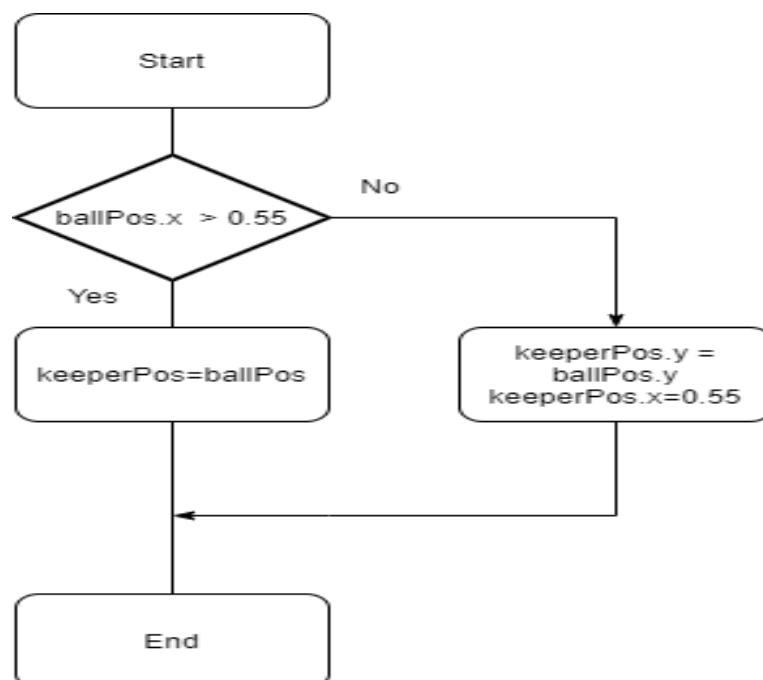 Start
No
ballPos.x > 0.55
Yes
keeperPos=ballPos
keeperPos.y =
ballPos.y
keeperPos.x=0.55
End